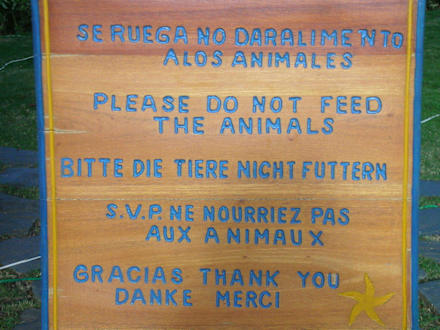 SE RUEGA NO DARALIMENTO
ALOS ANIMALES
PLEASE DO NOT FEED
THE ANIMALS
BITTE DIE TIERE NICHT FUTTERN
S.V.P. NE NOURRIEZ PAS
AUX ANIMAUX
GRACIAS THANK YOU
DANKE MERCI